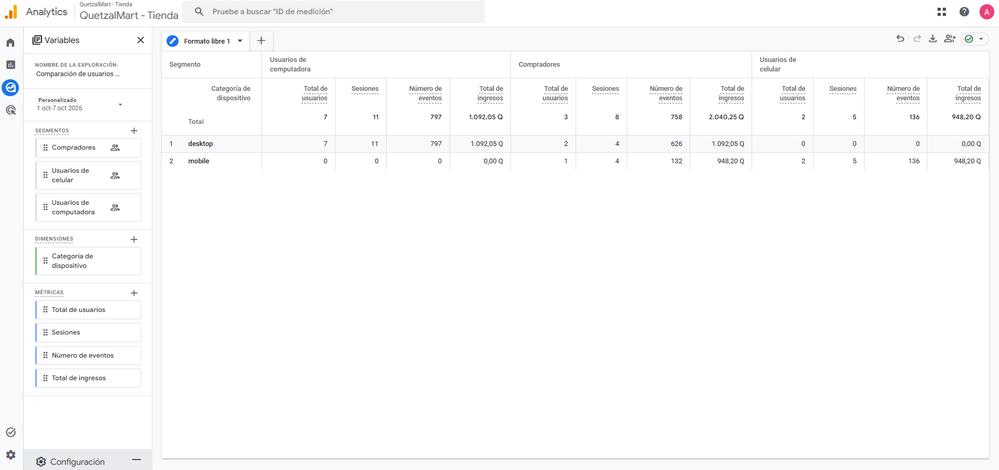 Analytics
QuetzalMart - Tienda
QuetzalMart - Tienda
Pruebe a buscar "ID de medición"
A
Variables
NOMBRE DE LA EXPLORACIÓN:
Comparación de usuarios ...
Personalizado
1 oct-7 oct 2026
SEGMENTOS
Compradores
Usuarios de
celular
Usuarios de
computadora
DIMENSIONES
Categoría de
dispositivo
MÉTRICAS
Total de usuarios
Sesiones
Número de eventos
Total de ingresos
Configuración
Formato libre 1
Segmento
Usuarios de
computadora
Compradores
Usuarios de
celular
Categoría de
dispositivo
Total de
usuarios
Sesiones
Número de
eventos
Total de
ingresos
Total de
usuarios
Sesiones
Número de
eventos
Total de
ingresos
Total de
usuarios
Sesiones
Número de
eventos
Total de
ingresos
Total 7 11 797 1.092,05 Q 3 8 758 2.040,25 Q 2 5 136 948,20 Q
1 desktop 7 11 797 1.092,05 Q 2 4 626 1.092,05 Q 0 0 0 0,00 Q
2 mobile 0 0 0 0,00 Q 1 4 132 948,20 Q 2 5 136 948,20 Q